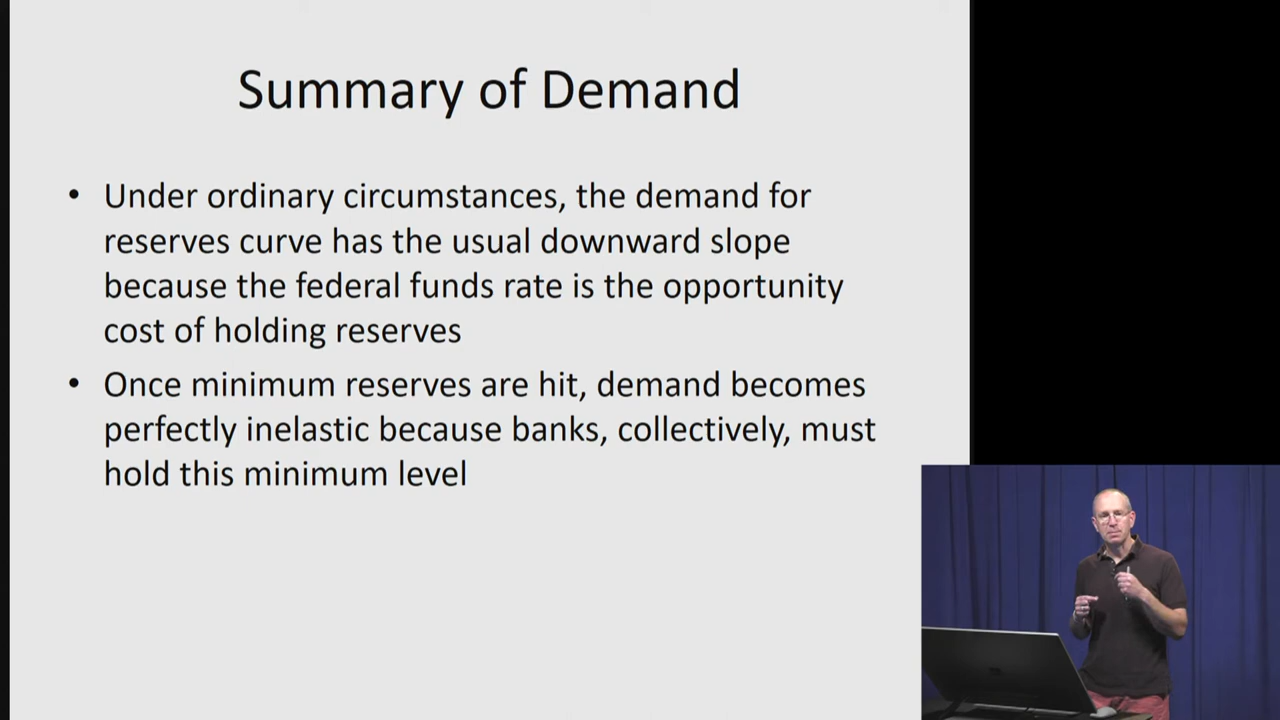 Summary of Demand
• Under ordinary circumstances, the demand for
reserves curve has the usual downward slope
because the federal funds rate is the opportunity
cost of holding reserves
• Once minimum reserves are hit, demand becomes
perfectly inelastic because banks, collectively, must
hold this minimum level